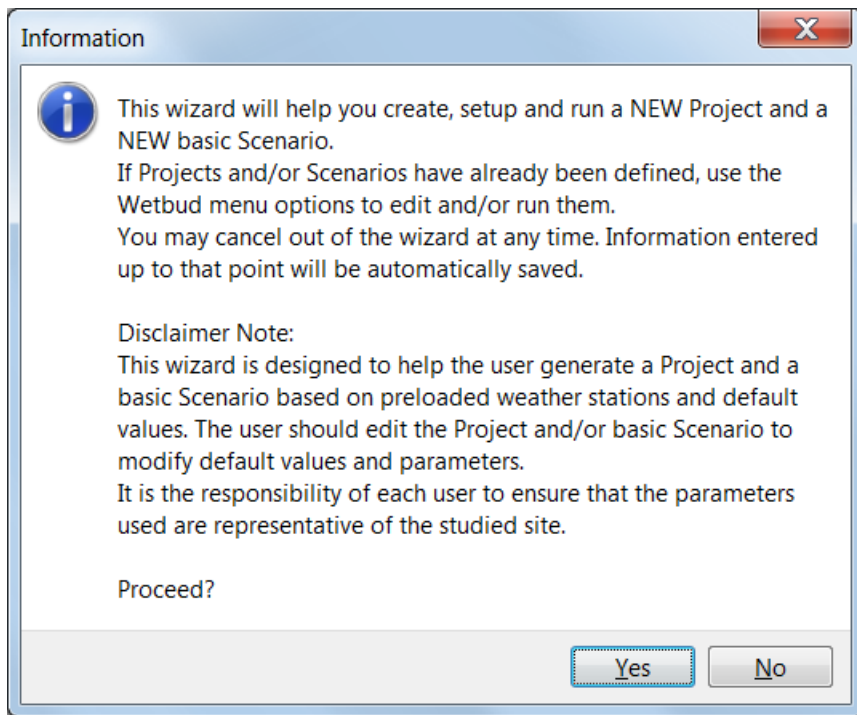 Information
This wizard will help you create, setup and run a NEW Project and a
NEW basic Scenario.
If Projects and/or Scenarios have already been defined, use the
Wetbud menu options to edit and/or run them.
You may cancel out of the wizard at any time. Information entered
up to that point will be automatically saved.
Disclaimer Note:
This wizard is designed to help the user generate a Project and a
basic Scenario based on preloaded weather stations and default
values. The user should edit the Project and/or basic Scenario to
modify default values and parameters.
It is the responsibility of each user to ensure that the parameters
used are representative of the studied site.
Proceed?
Yes
No